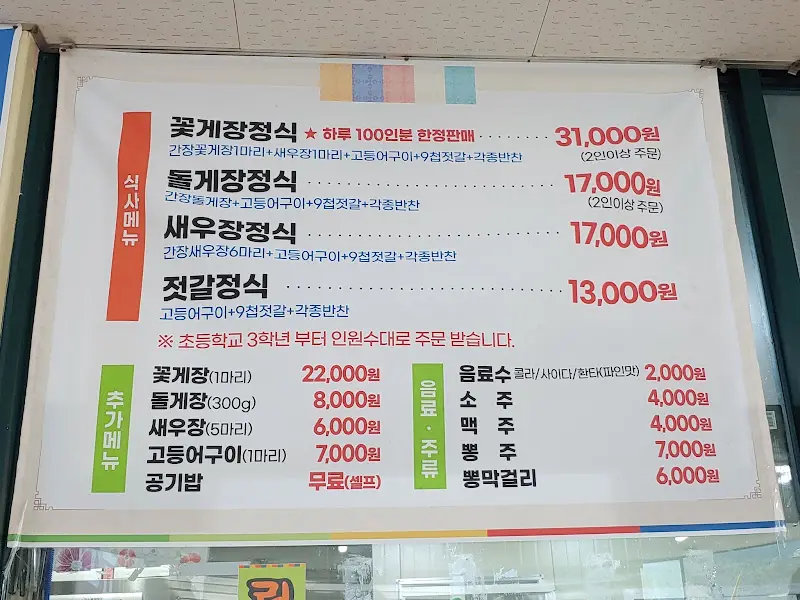 식사메뉴
꽃게장정식 ★ 하루 100인분 한정판매 ········ 31,000원
간장꽃게장1마리+새우장1마리+고등어구이+9첩젓갈+각종반찬 (2인이상 주문)
돌게장정식 ···························· 17,000원
간장돌게장+고등어구이+9첩젓갈+각종반찬 (2인이상 주문)
새우장정식 ···························· 17,000원
간장새우장6마리+고등어구이+9첩젓갈+각종반찬
젓갈정식 ···························· 13,000원
고등어구이+9첩젓갈+각종반찬
※ 초등학교 3학년 부터 인원수대로 주문 받습니다.
추가메뉴
꽃게장(1마리) 22,000원
돌게장(300g) 8,000원
새우장(5마리) 6,000원
고등어구이(1마리) 7,000원
공기밥 무료(셀프)
음료·주류
음료수 콜라/사이다/환타(파인맛) 2,000원
소 주 4,000원
맥 주 4,000원
뽕 주 7,000원
뽕막걸리 6,000원